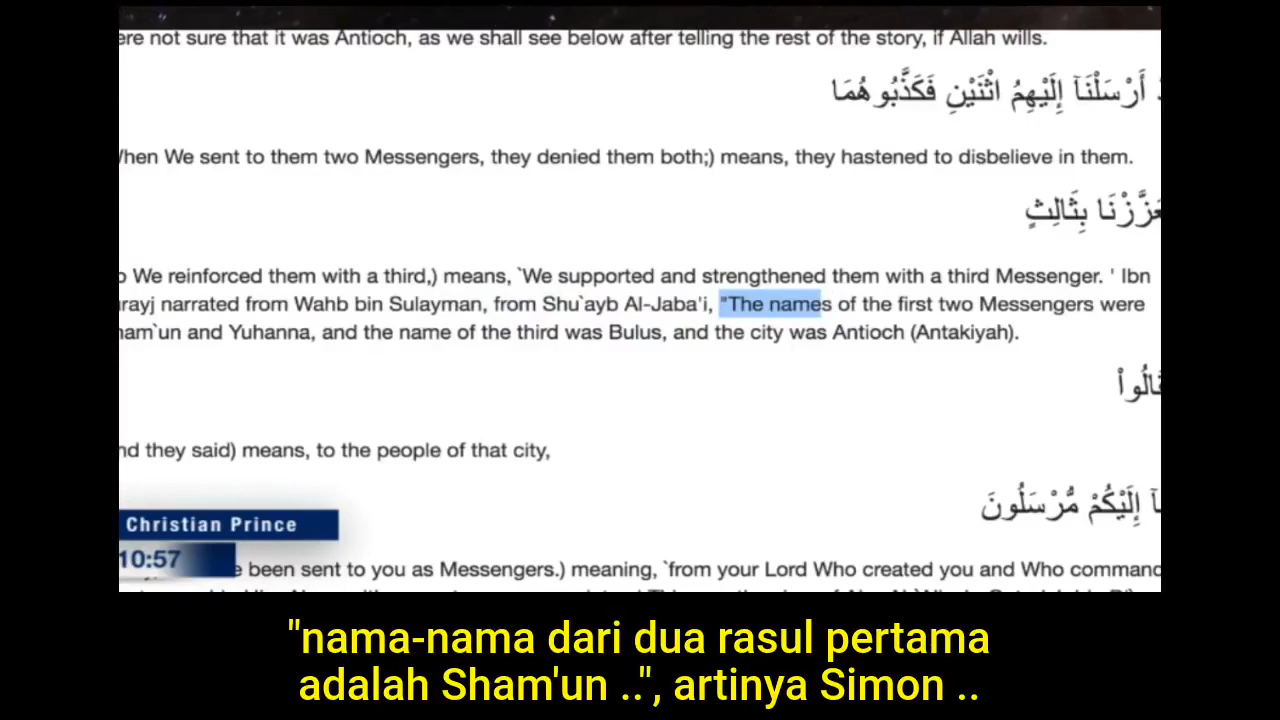 ere not sure that it was Antioch, as we shall see below after telling the rest of the story, if Allah wills.
أَرْسَلْنَآ إِلَيْهِمُ اثْنَيْنِ فَكَذَّبُوهُمَا
When We sent to them two Messengers, they denied them both;) means, they hastened to disbelieve in them.
عَزَّزْنَا بِثَالِثٍ
o We reinforced them with a third,) means, `We supported and strengthened them with a third Messenger. ' Ibn
urayj narrated from Wahb bin Sulayman, from Shu`ayb Al-Jaba'i, "The names of the first two Messengers were
ham`un and Yuhanna, and the name of the third was Bulus, and the city was Antioch (Antakiyah).
قَالُواْ
nd they said) means, to the people of that city,
آ إِلَيْكُمْ مُّرْسَلُونَ
Christian Prince
10:57
e been sent to you as Messengers.) meaning, `from your Lord Who created you and Who command
"nama-nama dari dua rasul pertama
adalah Sham'un ..", artinya Simon ..